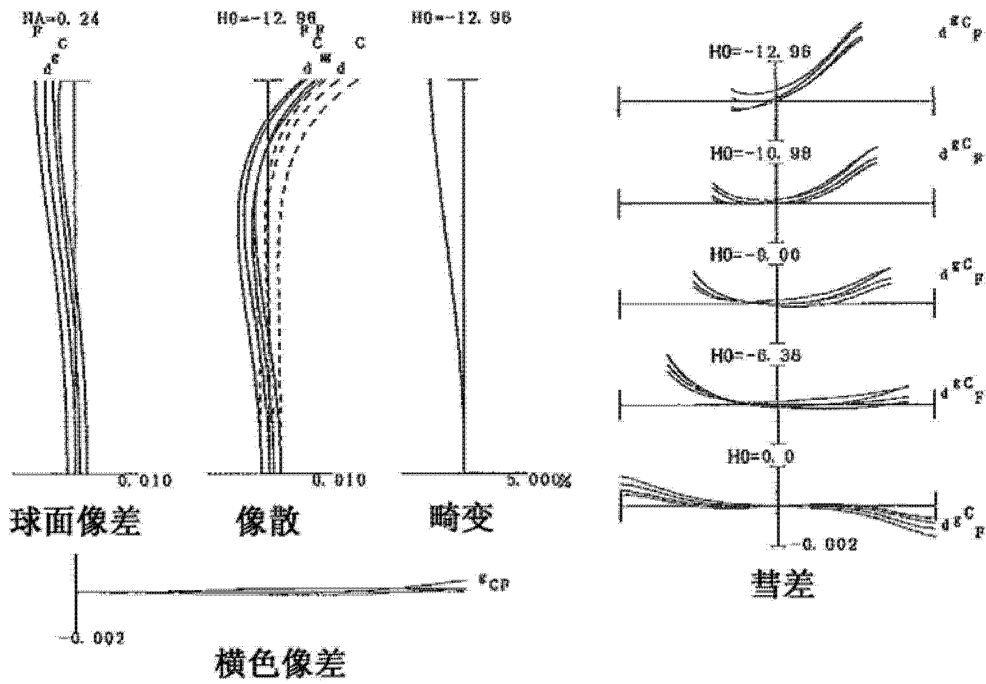 NA=0.24
F
C
g
d
0.010
球面像差
H0=-12.96
F F
C C
d d
0.010
像散
H0=-12.96
5.000%
畸变
g
C F
-0.002
横色像差
H0=-12.96
d g C F
H0=-10.98
d g C F
d g C F
H0=-6.38
d g C F
H0=0.0
d g C F
-0.002
彗差